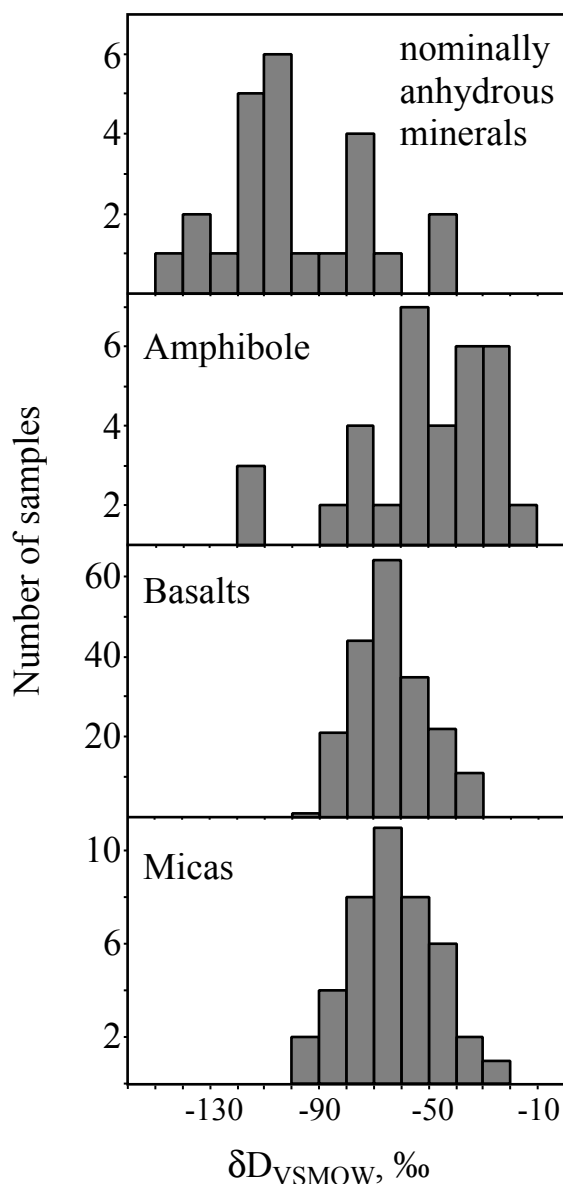 nominally
anhydrous
minerals
6
4
2
Amphibole
6
4
2
Basalts
60
40
20
Micas
10
6
2
Number of samples
-130 -90 -50 -10
δD_VSMOW, ‰